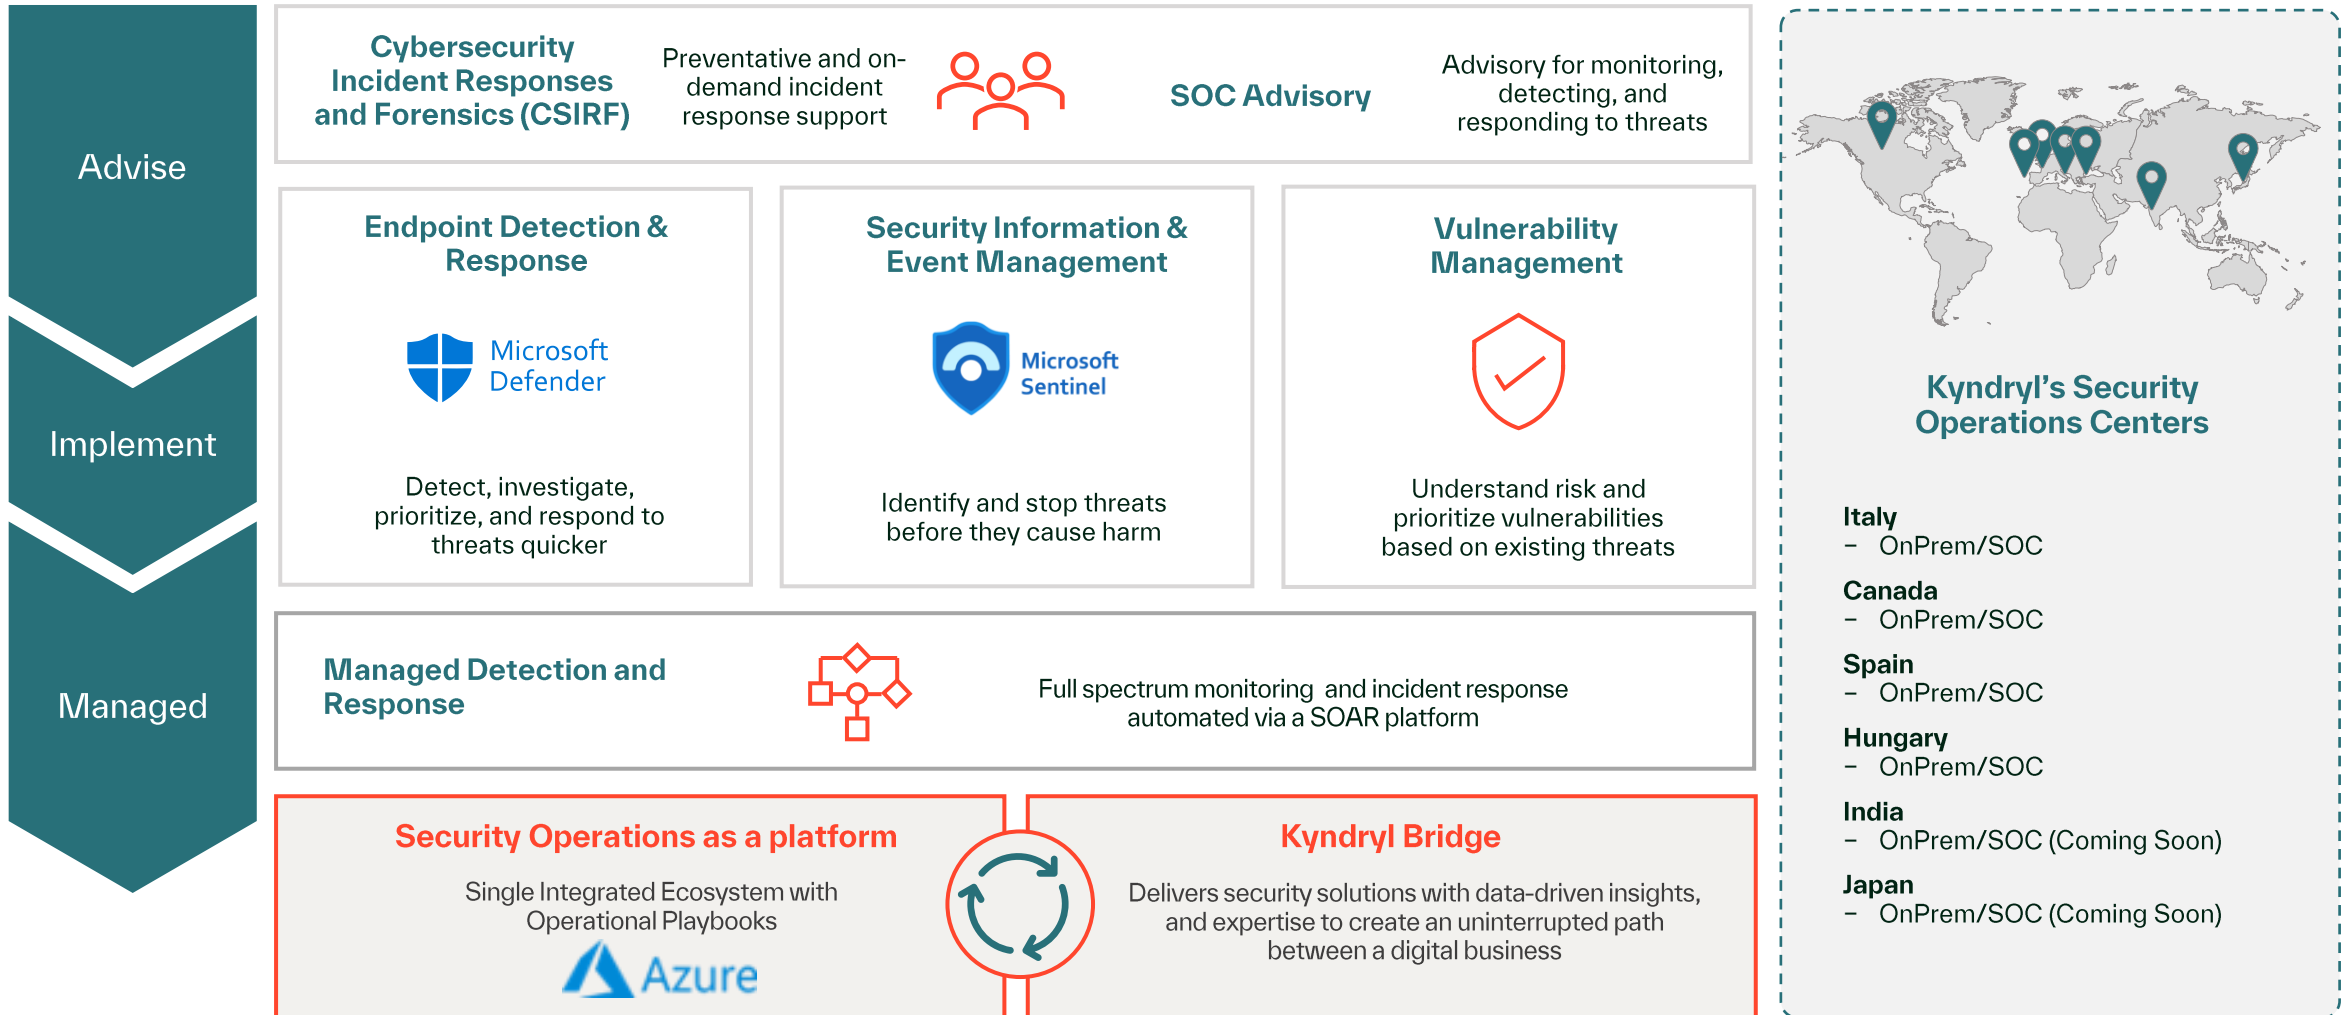 Advise
Implement
Managed
Cybersecurity
Incident Responses
and Forensics (CSIRF)
Preventative and on-
demand incident
response support
SOC Advisory
Advisory for monitoring,
detecting, and
responding to threats
Endpoint Detection &
Response
Microsoft
Defender
Detect, investigate,
prioritize, and respond to
threats quicker
Security Information &
Event Management
Microsoft
Sentinel
Identify and stop threats
before they cause harm
Vulnerability
Management
Understand risk and
prioritize vulnerabilities
based on existing threats
Managed Detection and
Response
Full spectrum monitoring  and incident response
automated via a SOAR platform
Security Operations as a platform
Single Integrated Ecosystem with
Operational Playbooks
Azure
Kyndryl Bridge
Delivers security solutions with data-driven insights,
and expertise to create an uninterrupted path
between a digital business
Kyndryl’s Security
Operations Centers
Italy
– OnPrem/SOC
Canada
– OnPrem/SOC
Spain
– OnPrem/SOC
Hungary
– OnPrem/SOC
India
– OnPrem/SOC (Coming Soon)
Japan
– OnPrem/SOC (Coming Soon)